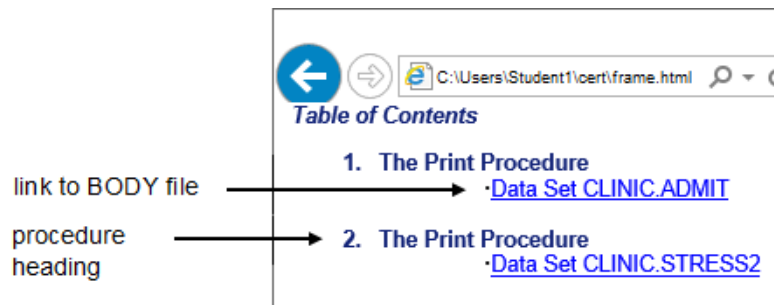 C:\Users\Student1\cert\frame.html
Table of Contents
1. The Print Procedure
link to BODY file
·Data Set CLINIC.ADMIT
procedure
heading
2. The Print Procedure
·Data Set CLINIC.STRESS2